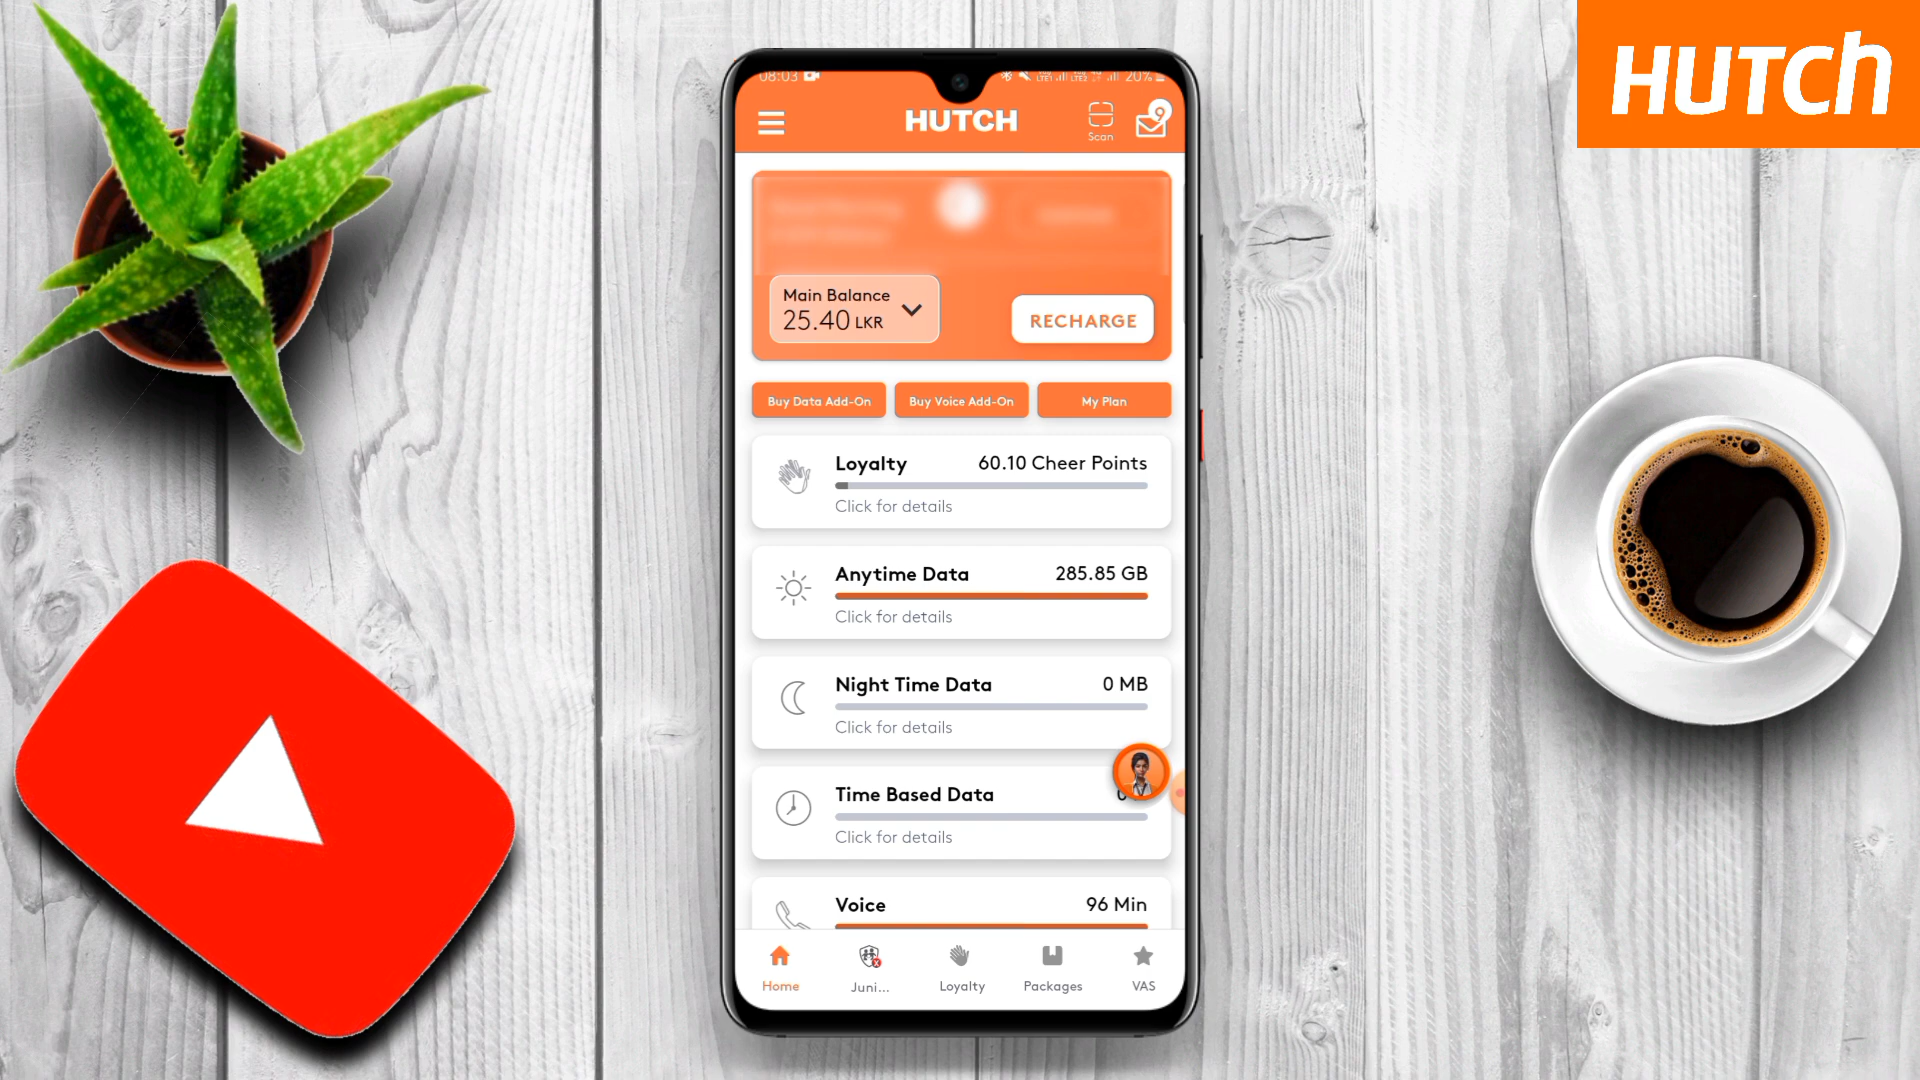 HUTCH
08:03
20%
HUTCH
Scan
9
Main Balance
25.40 LKR
RECHARGE
Buy Data Add-On
Buy Voice Add-On
My Plan
Loyalty
60.10 Cheer Points
Click for details
Anytime Data
285.85 GB
Click for details
Night Time Data
0 MB
Click for details
Time Based Data
Click for details
Voice
96 Min
Home
Juni...
Loyalty
Packages
VAS